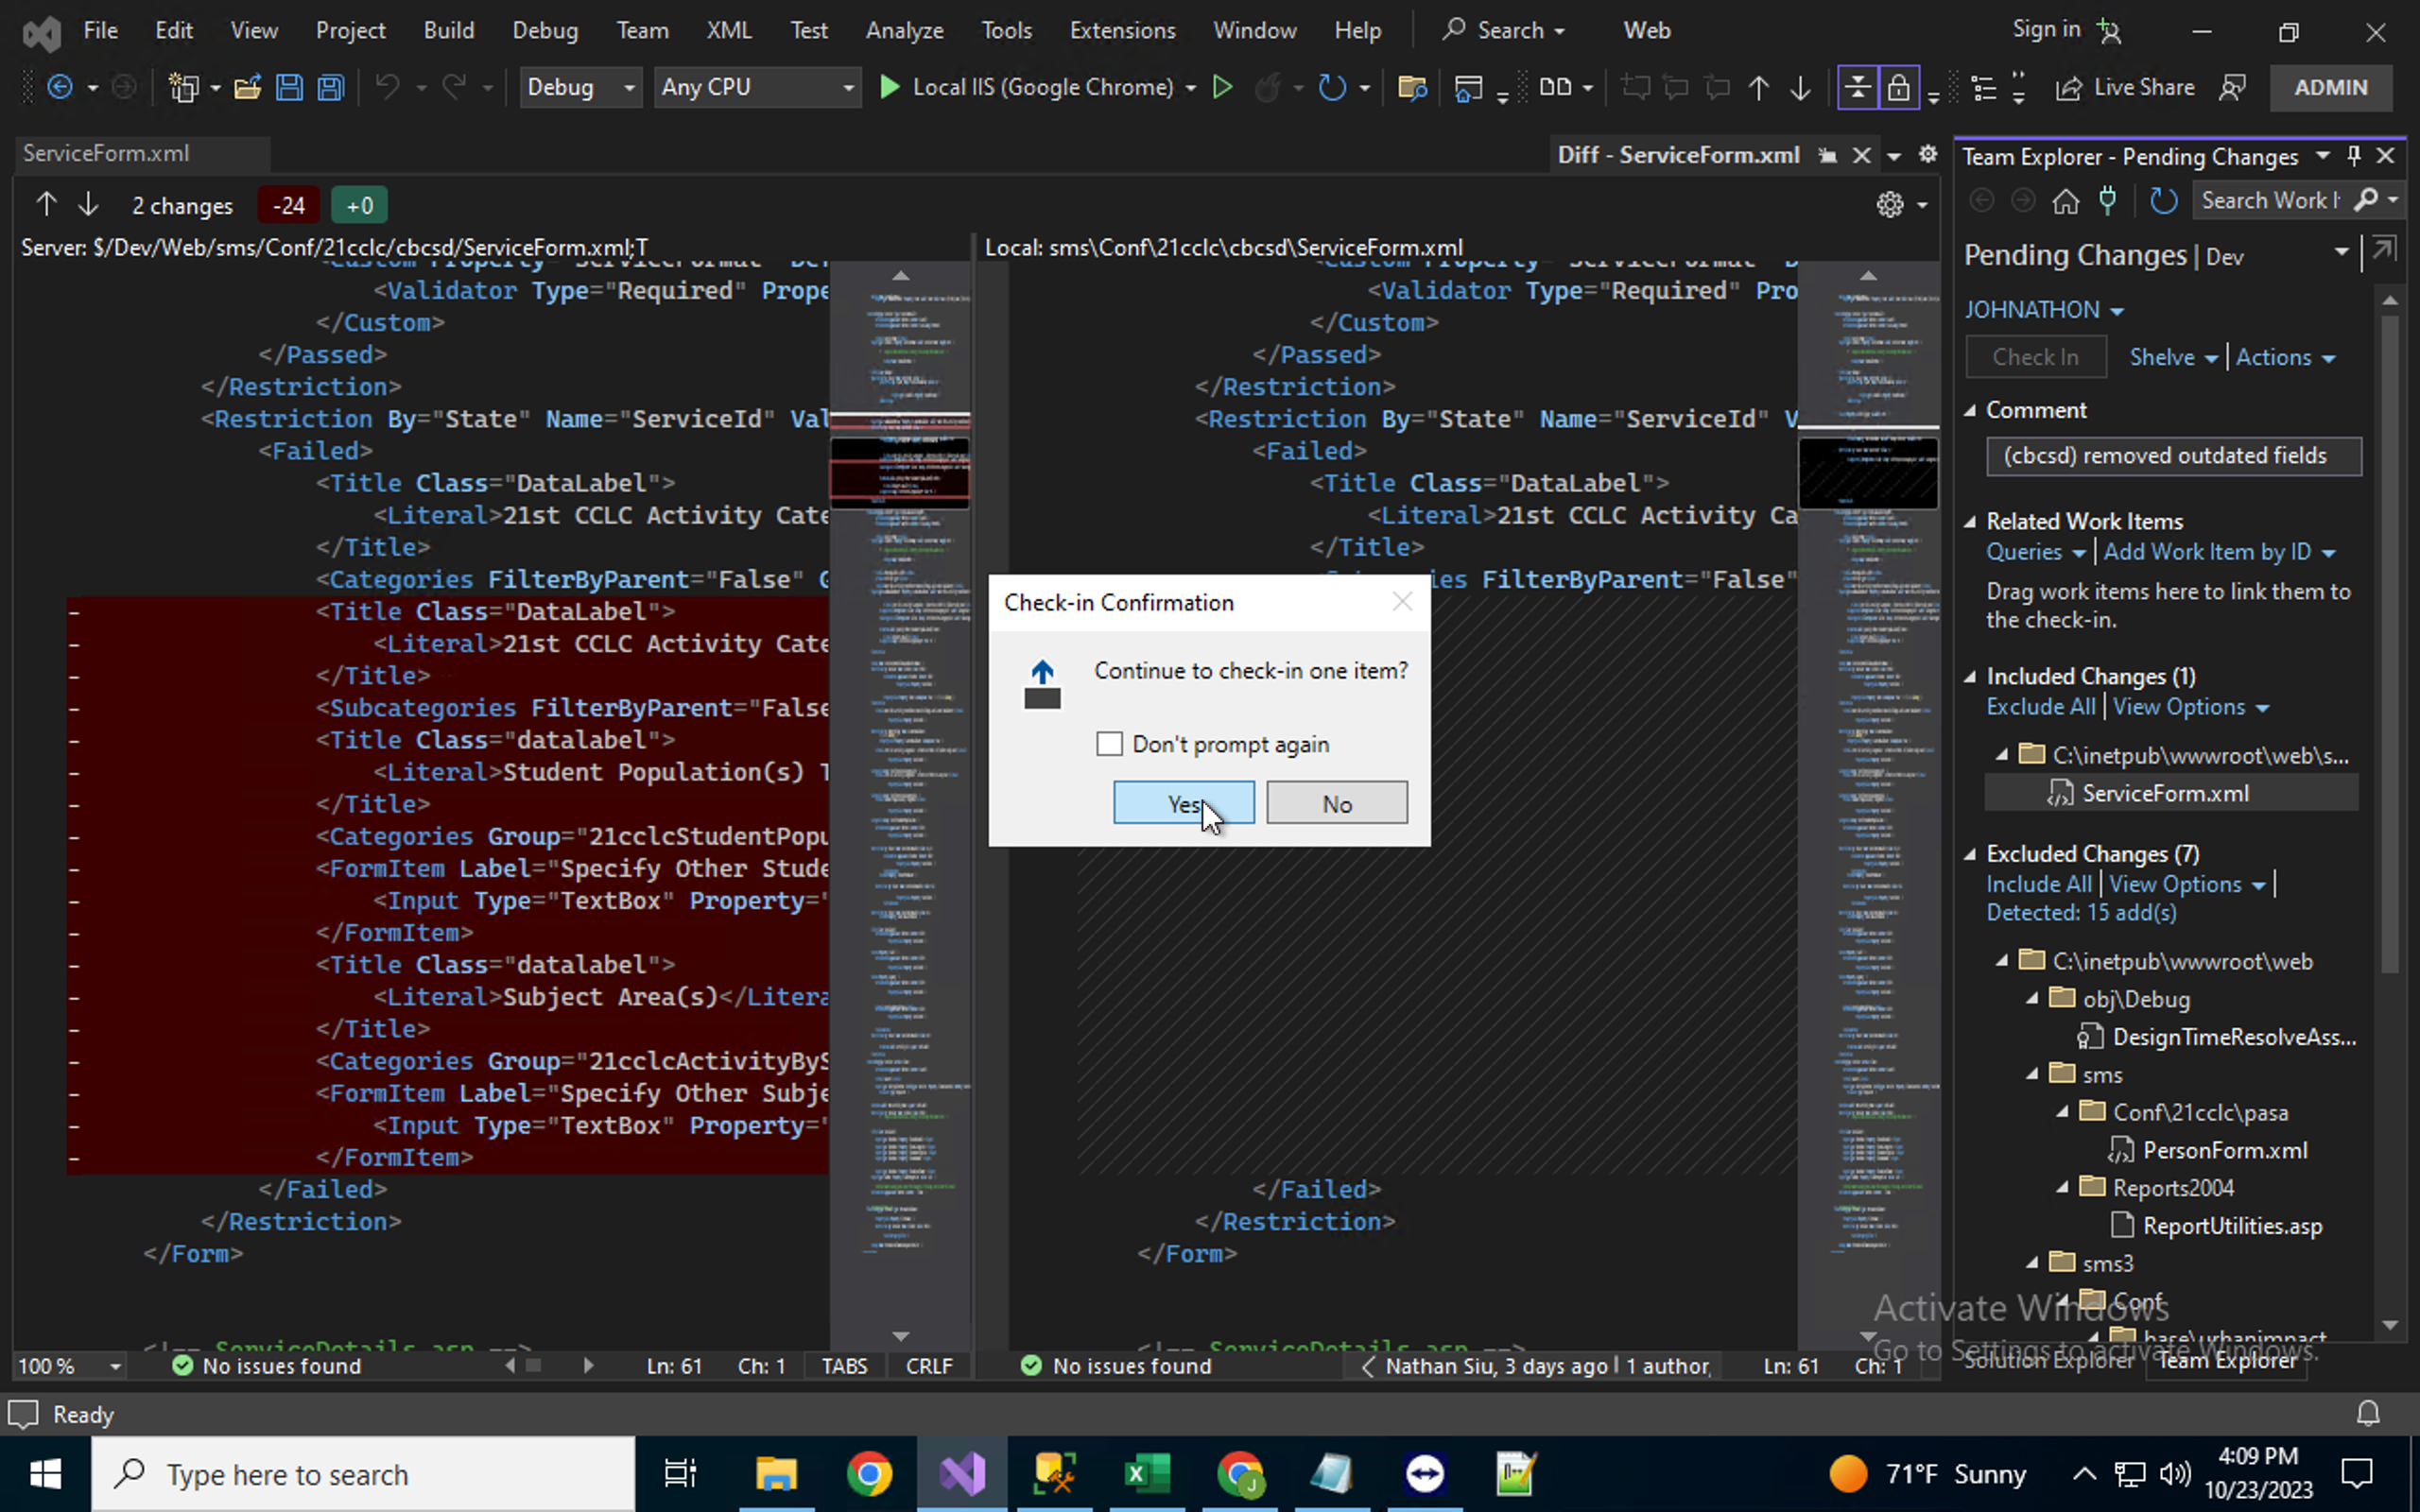 File Edit View Project Build Debug Team XML Test Analyze Tools Extensions Window Help Search Web Sign in
Debug Any CPU Local IIS (Google Chrome) Live Share ADMIN
ServiceForm.xml
Diff - ServiceForm.xml
Team Explorer - Pending Changes
2 changes -24 +0
Search Work I
Server: $/Dev/Web/sms/Conf/21cclc/cbcsd/ServiceForm.xml;T
Local: sms\Conf\21cclc\cbcsd\ServiceForm.xml
<Validator Type="Required" Prope
</Custom>
</Passed>
</Restriction>
<Restriction By="State" Name="ServiceId" Val
<Failed>
<Title Class="DataLabel">
<Literal>21st CCLC Activity Cate
</Title>
<Categories FilterByParent="False" G
- <Title Class="DataLabel">
- <Literal>21st CCLC Activity Cate
- </Title>
- <Subcategories FilterByParent="False
- <Title Class="datalabel">
- <Literal>Student Population(s) T
- </Title>
- <Categories Group="21cclcStudentPopu
- <FormItem Label="Specify Other Stude
- <Input Type="TextBox" Property="
- </FormItem>
- <Title Class="datalabel">
- <Literal>Subject Area(s)</Litera
- </Title>
- <Categories Group="21cclcActivityByS
- <FormItem Label="Specify Other Subje
- <Input Type="TextBox" Property="
- </FormItem>
</Failed>
</Restriction>
</Form>
<!-- ServiceDetails.asp -->
<Validator Type="Required" Pro
</Custom>
</Passed>
</Restriction>
<Restriction By="State" Name="ServiceId" V
<Failed>
<Title Class="DataLabel">
<Literal>21st CCLC Activity Ca
</Title>
ies FilterByParent="False"
</Failed>
</Restriction>
</Form>
<!-- ServiceDetails.asp -->
Check-in Confirmation
Continue to check-in one item?
Don't prompt again
Yes No
Pending Changes | Dev
JOHNATHON
Check In Shelve Actions
Comment
(cbcsd) removed outdated fields
Related Work Items
Queries Add Work Item by ID
Drag work items here to link them to
the check-in.
Included Changes (1)
Exclude All View Options
C:\inetpub\wwwroot\web\s...
ServiceForm.xml
Excluded Changes (7)
Include All View Options
Detected: 15 add(s)
C:\inetpub\wwwroot\web
obj\Debug
DesignTimeResolveAss...
sms
Conf\21cclc\pasa
PersonForm.xml
Reports2004
ReportUtilities.asp
sms3
Conf
base\urbanimpact
Activate Windows
Go to Settings to activate Windows.
Solution Explorer Team Explorer
100 % No issues found Ln: 61 Ch: 1 TABS CRLF
No issues found Nathan Siu, 3 days ago | 1 author, Ln: 61 Ch: 1
Ready
Type here to search
71°F Sunny
4:09 PM
10/23/2023